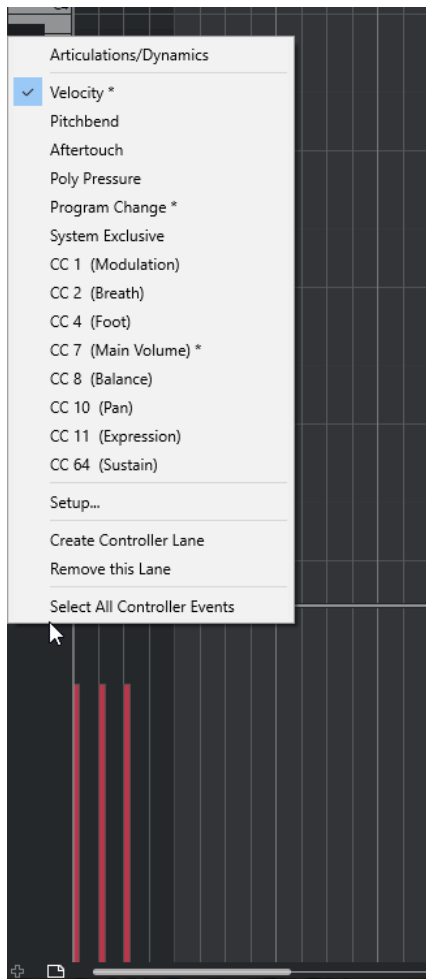 Articulations/Dynamics
Velocity *
Pitchbend
Aftertouch
Poly Pressure
Program Change *
System Exclusive
CC 1 (Modulation)
CC 2 (Breath)
CC 4 (Foot)
CC 7 (Main Volume) *
CC 8 (Balance)
CC 10 (Pan)
CC 11 (Expression)
CC 64 (Sustain)
Setup...
Create Controller Lane
Remove this Lane
Select All Controller Events